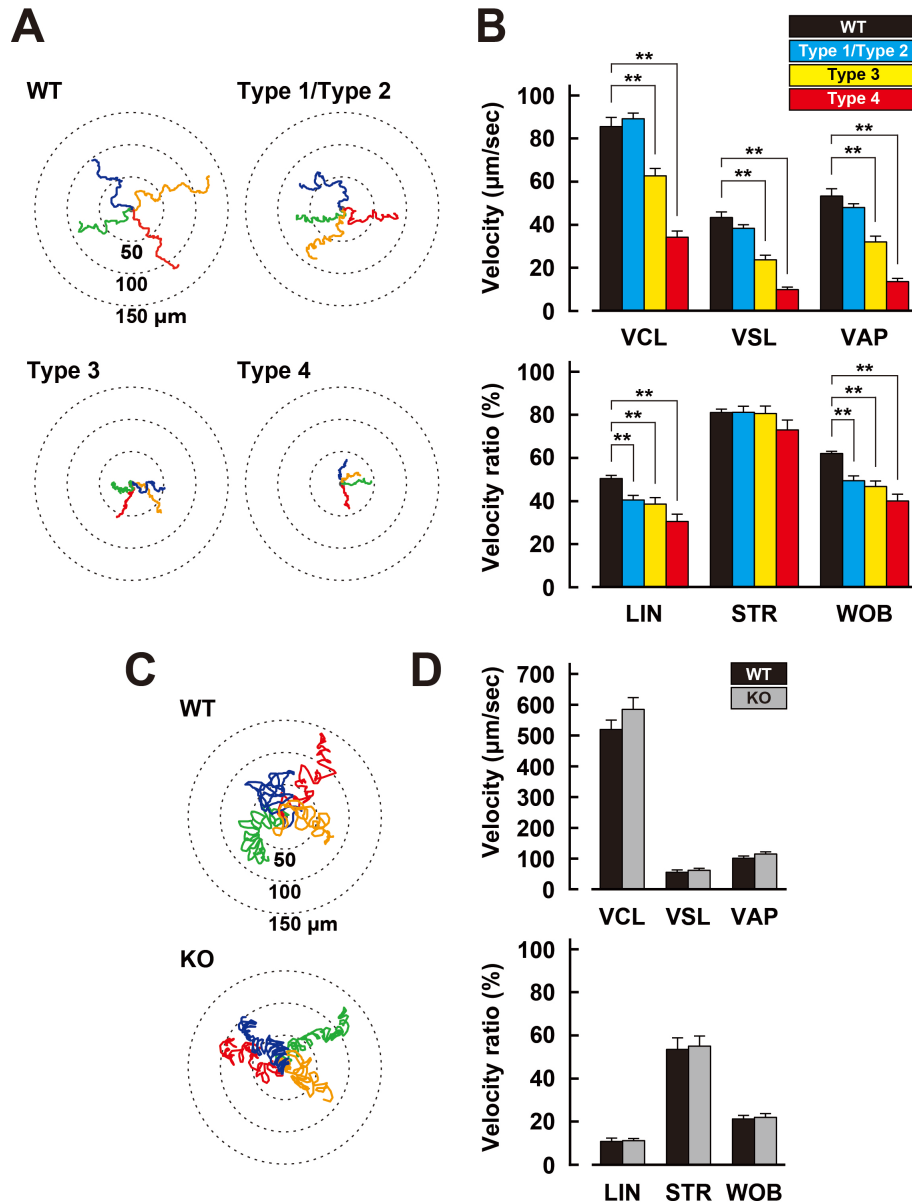 A
WT
Type 1/Type 2
50
100
150 µm
Type 3
Type 4
B
WT
Type 1/Type 2
Type 3
Type 4
Velocity (µm/sec)
100
80
60
40
20
0
**
**
**
**
**
**
VCL
VSL
VAP
Velocity ratio (%)
100
80
60
40
20
0
**
**
**
**
**
**
LIN
STR
WOB
C
WT
50
100
150 µm
KO
D
WT
KO
Velocity (µm/sec)
700
600
500
400
300
200
100
0
VCL
VSL
VAP
Velocity ratio (%)
100
80
60
40
20
0
LIN
STR
WOB